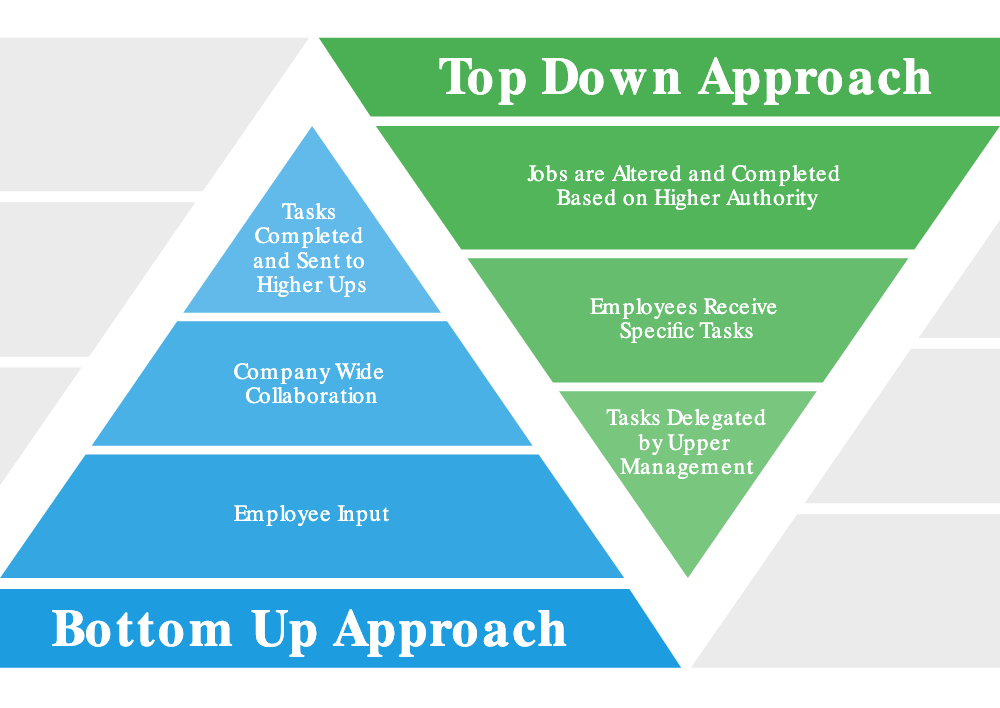 Top Down Approach
Jobs are Altered and Completed
Based on Higher Authority
Employees Receive
Specific Tasks
Tasks Delegated
by Upper
Management
Tasks
Completed
and Sent to
Higher Ups
Company Wide
Collaboration
Employee Input
Bottom Up Approach